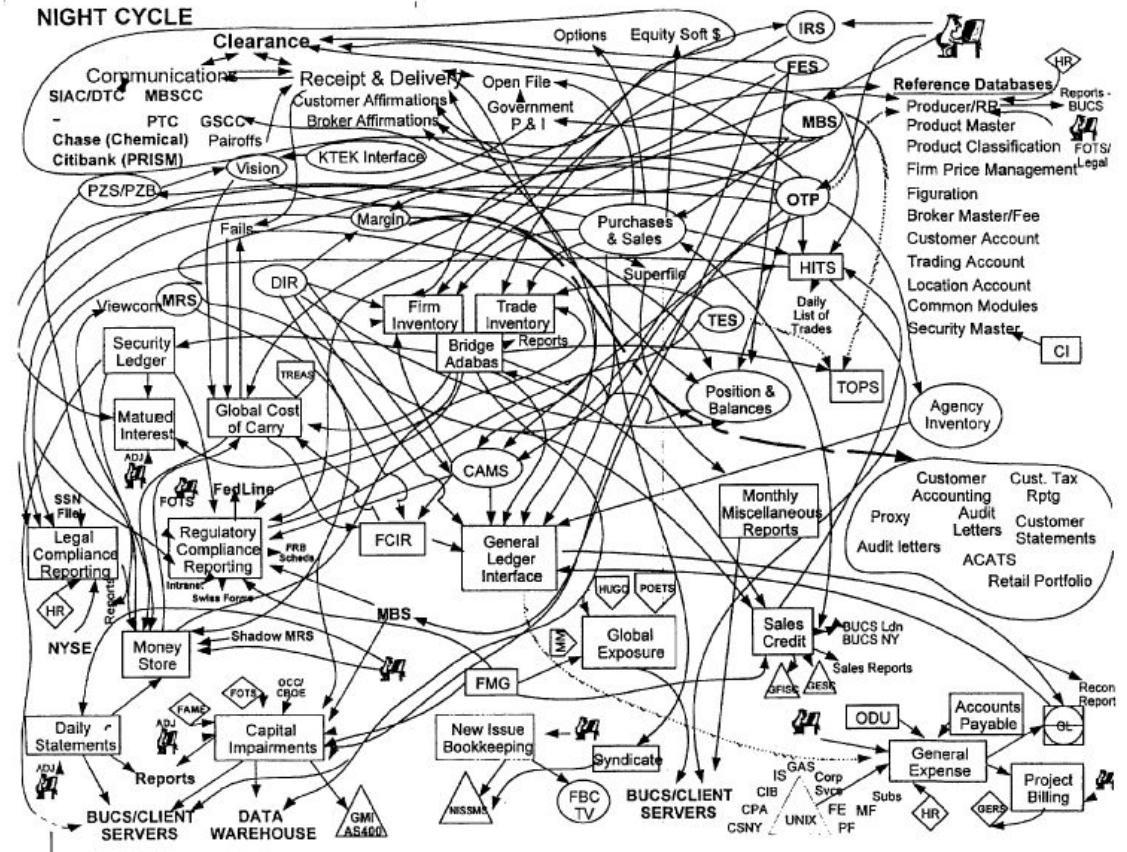 NIGHT CYCLE
Clearance
Communications
SIAC/DTC
MBSCC
–
PTC
GSCC
Chase (Chemical)
Pairoffs
Citibank (PRISM)
Receipt & Delivery
Customer Affirmations
Broker Affirmations
Options
Equity Soft $
Open File
Government
P & I
IRS
FES
MBS
OTP
HR
Reference Databases
Reports -
BUCS
Producer/RR
Product Master
Product Classification
Firm Price Management
Figuration
Broker Master/Fee
Customer Account
Trading Account
Location Account
Common Modules
Security Master
FOTS/
Legal
CI
KTEK Interface
Vision
PZS/PZB
Fails
Margin
Purchases
& Sales
Superfile
HITS
Daily
List of
Trades
DIR
Viewcom
MRS
Firm
Inventory
Trade
Inventory
Reports
Bridge
Adabas
TES
TOPS
Security
Ledger
TREAS
Matured
Interest
Global Cost
of Carry
Position &
Balances
Agency
Inventory
ADJ
CAMS
FOTS
FedLine
SSN
File
Legal
Compliance
Reporting
Regulatory
Compliance
Reporting
FRB
Scheds
Intranet
Swiss Forms
Reports
HR
NYSE
FCIR
General
Ledger
Interface
Monthly
Miscellaneous
Reports
Customer
Accounting
Cust. Tax
Rptg
Proxy
Audit
Letters
Customer
Statements
Audit letters
ACATS
Retail Portfolio
HUGO
POETS
MM
Global
Exposure
MBS
Shadow MRS
Money
Store
FMG
Sales
Credit
BUCS Ldn
BUCS NY
Sales Reports
GFISC
GESC
Recon
Report
GL
FAME
FOTS
OCC/
CBOE
Daily
Statements
ADJ
ADJ
Capital
Impairments
Reports
New Issue
Bookkeeping
Syndicate
ODU
Accounts
Payable
General
Expense
Project
Billing
BUCS/CLIENT
SERVERS
DATA
WAREHOUSE
GMI
AS400
NISSMS
FBC
TV
BUCS/CLIENT
SERVERS
GAS
IS
CIB
CPA
CSNY
UNIX
Corp
Svcs
FE
MF
PF
Subs
HR
GERS